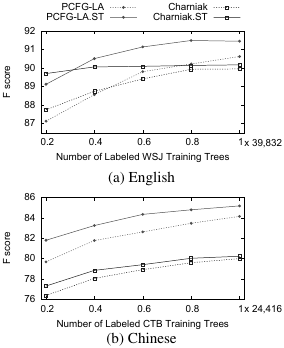 PCFG-LA Charniak
PCFG-LA.ST Charniak.ST
92
91
90
89
88
87
F score
0.2 0.4 0.6 0.8 1 x 39,832
Number of Labeled WSJ Training Trees
(a) English
86
84
82
80
78
76
F score
0.2 0.4 0.6 0.8 1 x 24,416
Number of Labeled CTB Training Trees
(b) Chinese